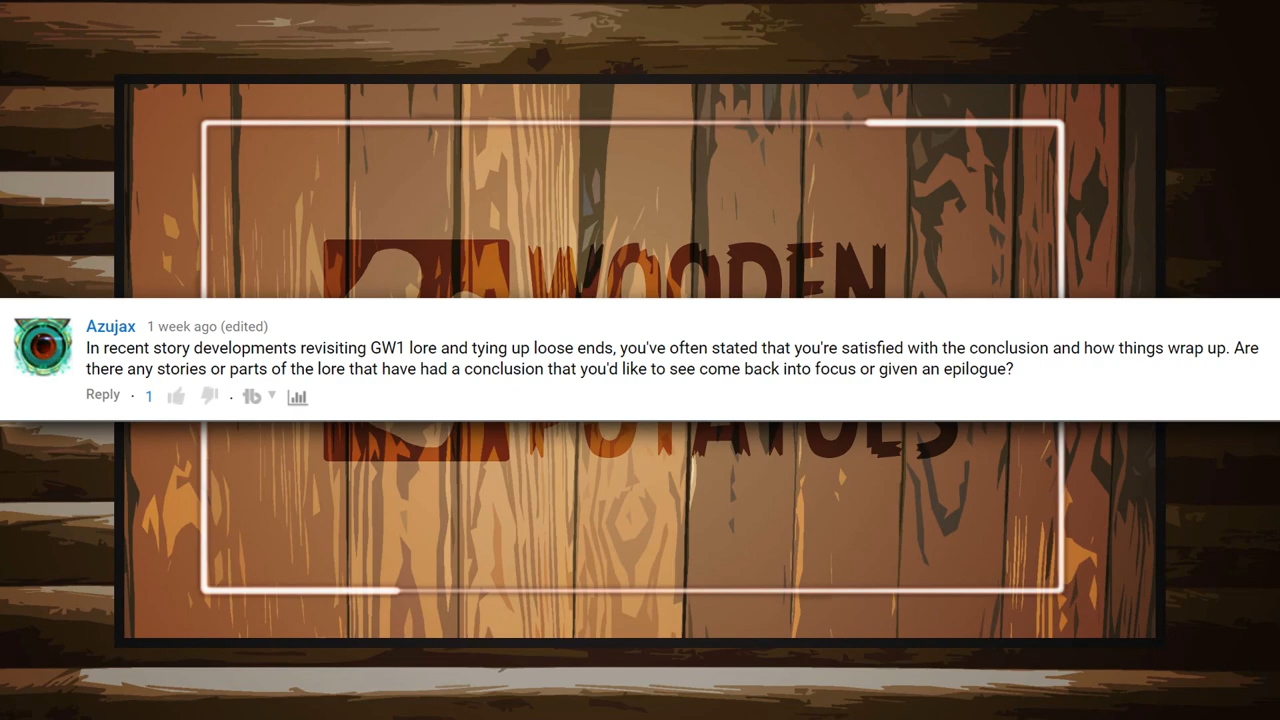 WOODEN
Azujax 1 week ago (edited)
In recent story developments revisiting GW1 lore and tying up loose ends, you've often stated that you're satisfied with the conclusion and how things wrap up. Are
there any stories or parts of the lore that have had a conclusion that you'd like to see come back into focus or given an epilogue?
Reply · 1 · tb
POTATOES